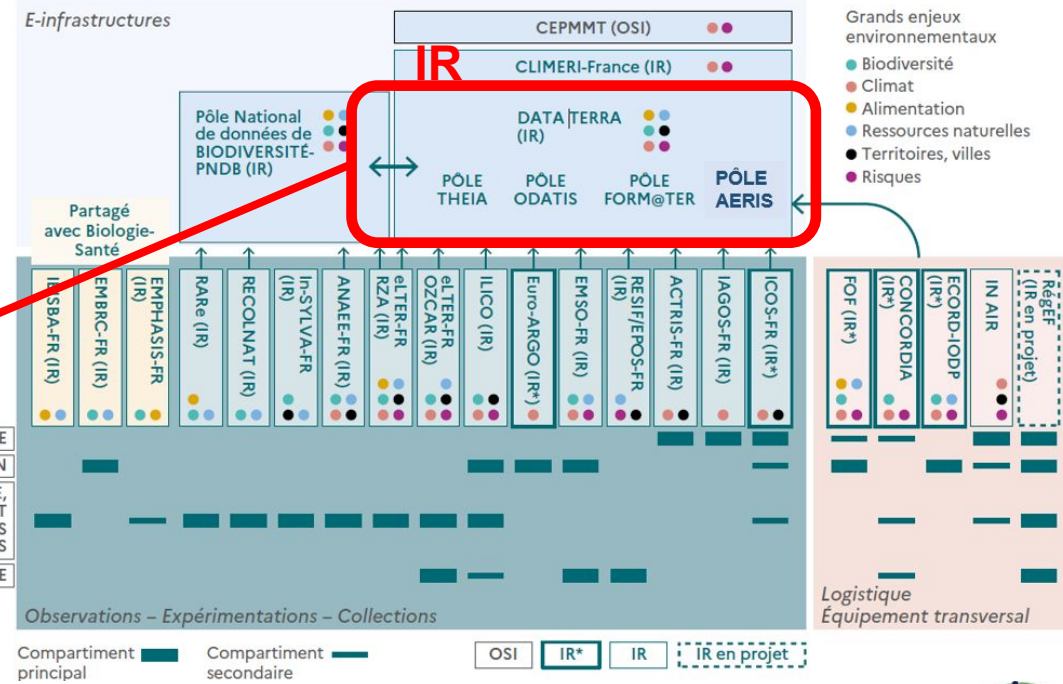 E-infrastructures
CEPMMT (OSI)
IR
CLIMERI-France (IR)
Pôle National
de données de
BIODIVERSITÉ-
PNDB (IR)
DATA TERRA
(IR)
PÔLE
THEIA
PÔLE
ODATIS
PÔLE
FORM@TER
PÔLE
AERIS
Grands enjeux
environnementaux
Biodiversité
Climat
Alimentation
Ressources naturelles
Territoires, villes
Risques
Partagé
avec Biologie-
Santé
EMBRC-FR (IR)
EMPHASIS-FR
(IR)
RARe (IR)
RECOLNAT (IR)
In-SYLVA-FR
(IR)
ANAEE-FR (IR)
eLTER-FR
RZA (IR)
eLTER-FR
OZCAR (IR)
ILICO (IR)
Euro-ARGO (IR*)
EMSO-FR (IR)
RESIF/EPOS-FR
(IR)
ACTRIS-FR (IR)
IAGOS-FR (IR)
ICOS-FR (IR*)
FOF (IR*)
CONCORDIA
(IR*)
ECORD-IODP
(IR*)
IN AIR
RégEF
(IR en projet)
E
N
E,
T
S
S
E
Observations – Expérimentations – Collections
Logistique
Équipement transversal
Compartiment
principal
Compartiment
secondaire
OSI
IR*
IR
IR en projet